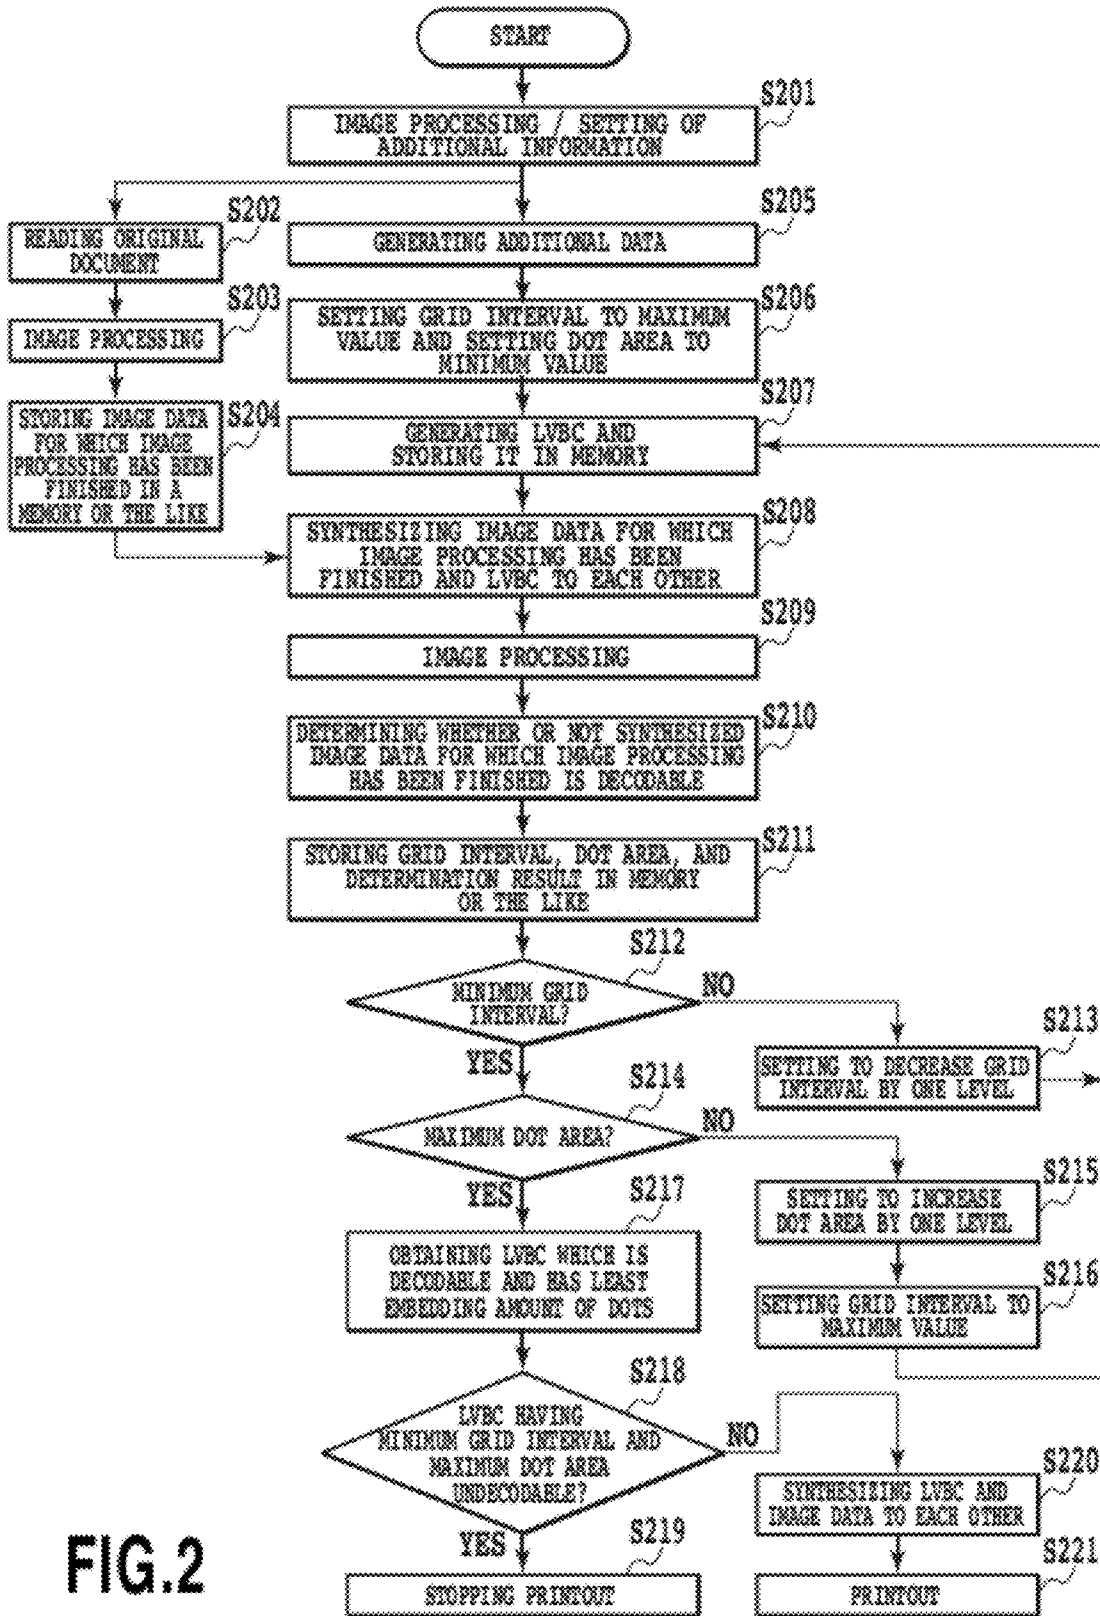 START
S201
IMAGE PROCESSING / SETTING OF
ADDITIONAL INFORMATION
S202
READING ORIGINAL
DOCUMENT
S203
IMAGE PROCESSING
S204
STORING IMAGE DATA
FOR WHICH IMAGE
PROCESSING HAS BEEN
FINISHED IN A
MEMORY OR THE LIKE
S205
GENERATING ADDITIONAL DATA
S206
SETTING GRID INTERVAL TO MAXIMUM
VALUE AND SETTING DOT AREA TO
MINIMUM VALUE
S207
GENERATING LVBC AND
STORING IT IN MEMORY
S208
SYNTHESIZING IMAGE DATA FOR WHICH
IMAGE PROCESSING HAS BEEN
FINISHED AND LVBC TO EACH OTHER
S209
IMAGE PROCESSING
S210
DETERMINING WHETHER OR NOT SYNTHESIZED
IMAGE DATA FOR WHICH IMAGE PROCESSING
HAS BEEN FINISHED IS DECODABLE
S211
STORING GRID INTERVAL, DOT AREA, AND
DETERMINATION RESULT IN MEMORY
OR THE LIKE
S212
MINIMUM GRID
INTERVAL?
NO
YES
S213
SETTING TO DECREASE GRID
INTERVAL BY ONE LEVEL
S214
MAXIMUM DOT AREA?
NO
YES
S215
SETTING TO INCREASE
DOT AREA BY ONE LEVEL
S216
SETTING GRID INTERVAL TO
MAXIMUM VALUE
S217
OBTAINING LVBC WHICH IS
DECODABLE AND HAS LEAST
EMBEDDING AMOUNT OF DOTS
S218
LVBC HAVING
MINIMUM GRID INTERVAL AND
MAXIMUM DOT AREA
UNDECODABLE?
NO
YES
S219
STOPPING PRINTOUT
S220
SYNTHESIZING LVBC AND
IMAGE DATA TO EACH OTHER
S221
PRINTOUT
FIG.2